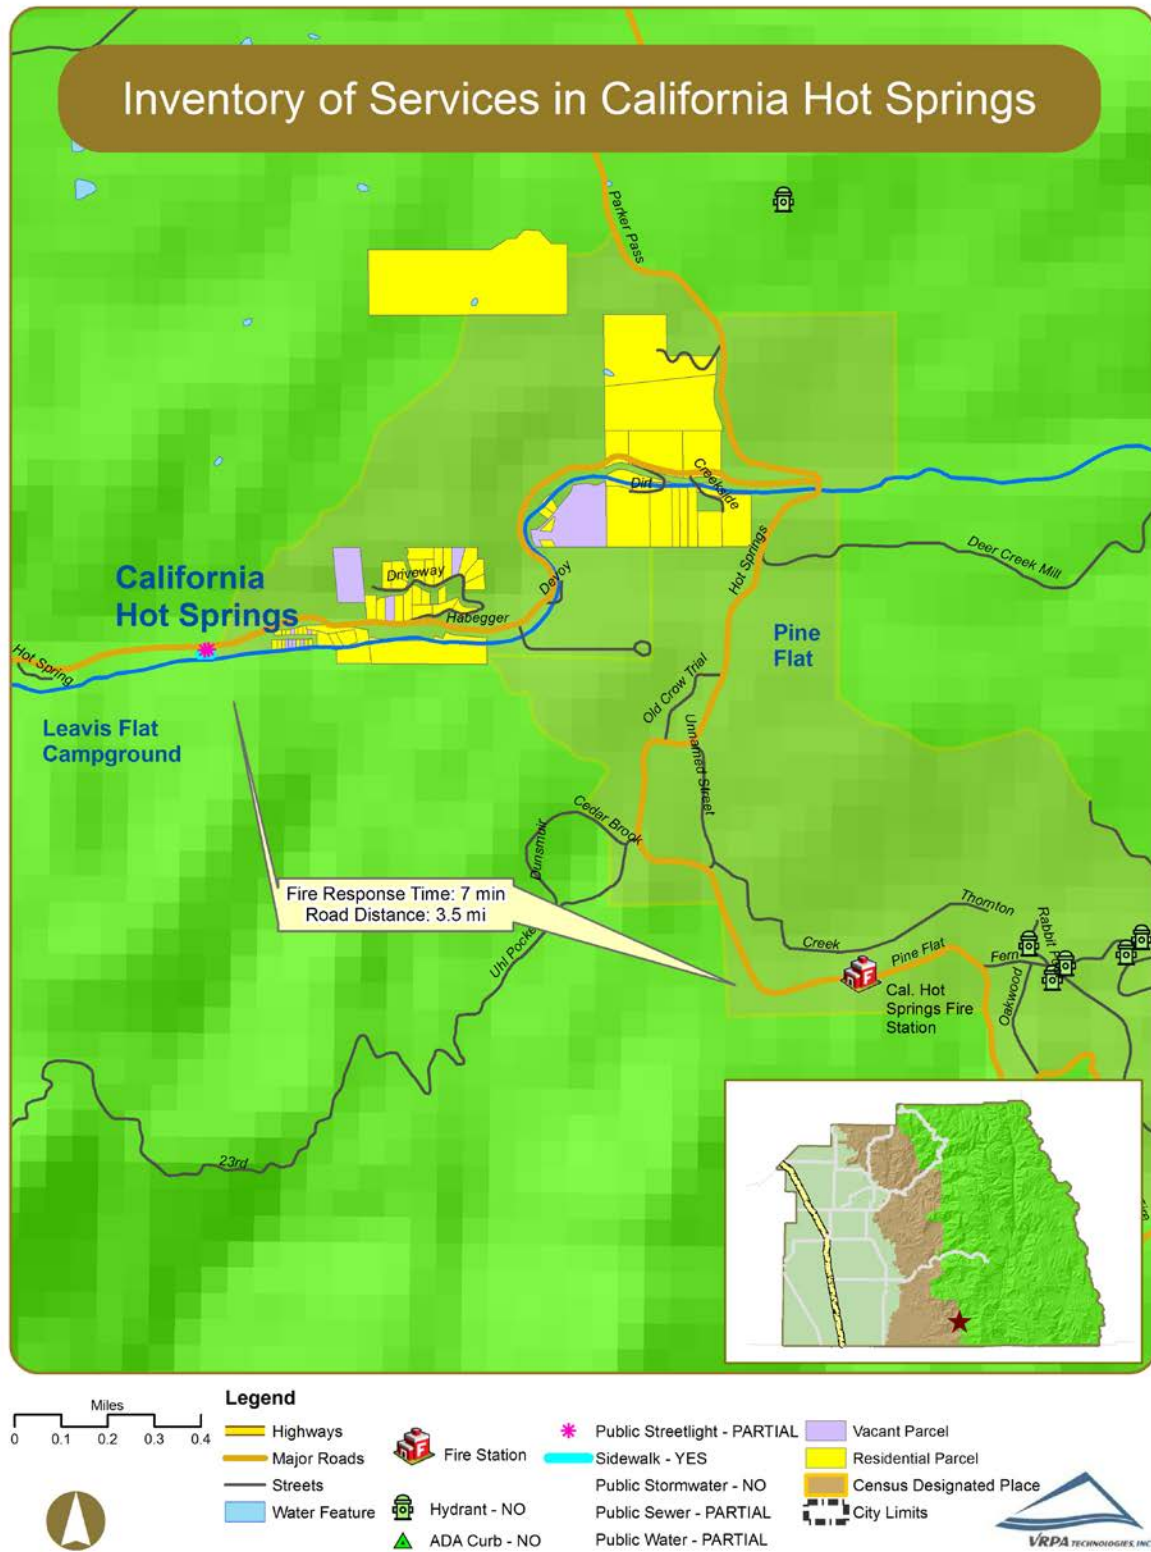 Inventory of Services in California Hot Springs
Parker Pass
Creekside
Dirt
Hot Springs
Deer Creek Mill
Driveway
Devoy
Habegger
California
Hot Springs
Hot Spring
Pine
Flat
Leavis Flat
Campground
Old Crow Trial
Unnamed Street
Cedar Brook
Dunsmuir
Fire Response Time: 7 min
Road Distance: 3.5 mi
Uhl Pocke
Thornton
Creek
Pine Flat
Fern
Rabbit
Oakwood
Cal. Hot
Springs Fire
Station
23rd
Miles
0 0.1 0.2 0.3 0.4
Legend
Highways
Major Roads
Streets
Water Feature
Fire Station
Hydrant - NO
ADA Curb - NO
Public Streetlight - PARTIAL
Sidewalk - YES
Public Stormwater - NO
Public Sewer - PARTIAL
Public Water - PARTIAL
Vacant Parcel
Residential Parcel
Census Designated Place
City Limits
VRPA TECHNOLOGIES, INC